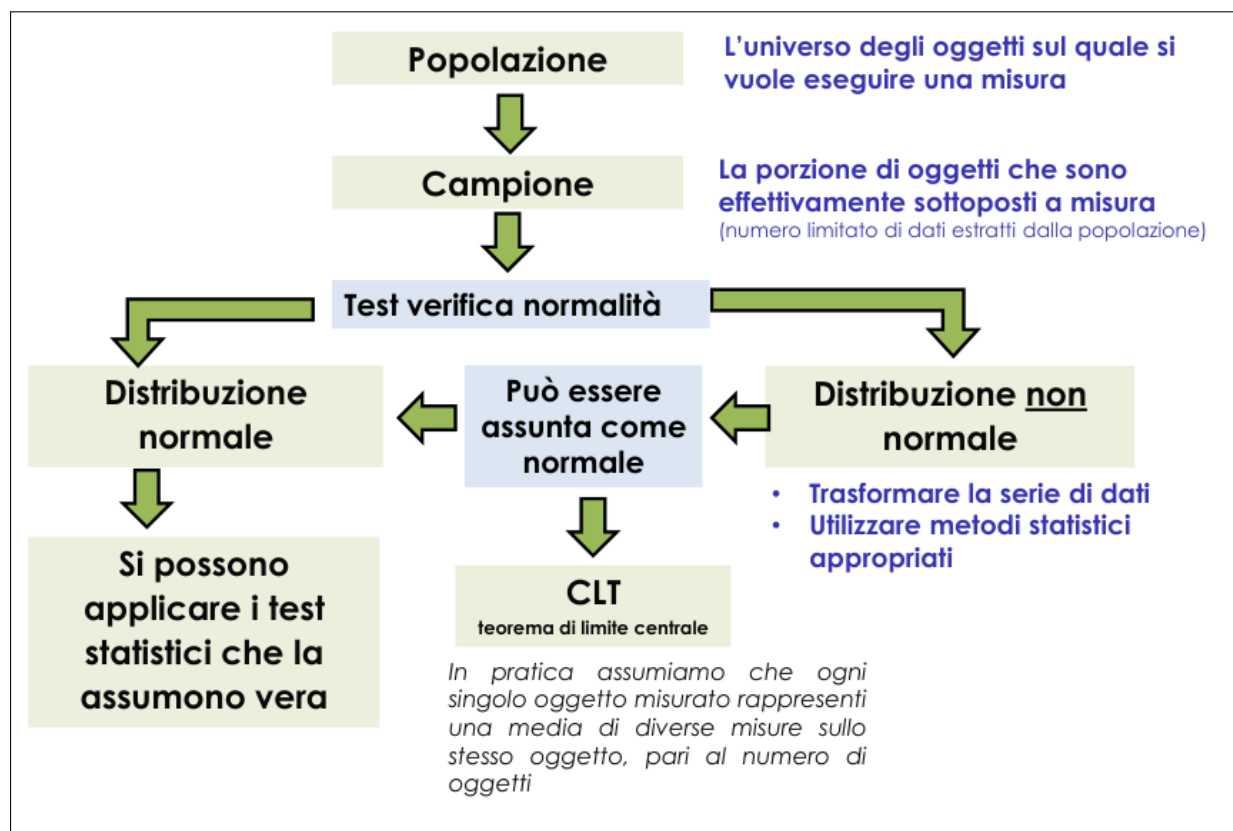 Popolazione
L'universo degli oggetti sul quale si
vuole eseguire una misura
Campione
La porzione di oggetti che sono
effettivamente sottoposti a misura
(numero limitato di dati estratti dalla popolazione)
Test verifica normalità
Distribuzione
normale
Può essere
assunta come
normale
Distribuzione non
normale
• Trasformare la serie di dati
• Utilizzare metodi statistici
appropriati
Si possono
applicare i test
statistici che la
assumono vera
CLT
teorema di limite centrale
In pratica assumiamo che ogni
singolo oggetto misurato rappresenti
una media di diverse misure sullo
stesso oggetto, pari al numero di
oggetti